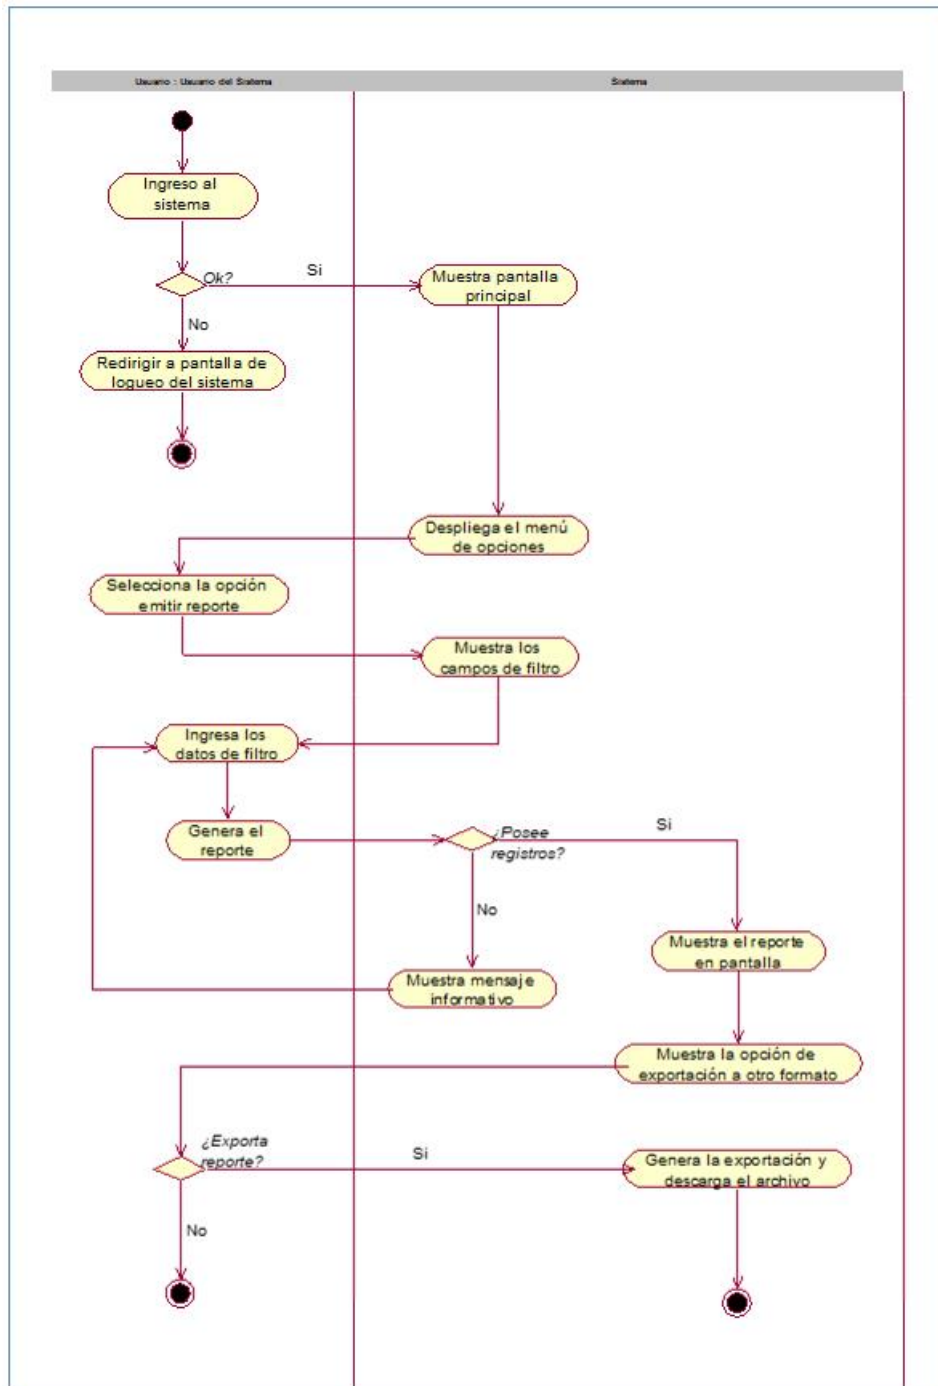 Usuario : Usuario del Sistema
Sistema
Ingreso al
sistema
Ok?
Si
Muestra pantalla
principal
No
Redirigir a pantalla de
logueo del sistema
Despliega el menú
de opciones
Selecciona la opción
emitir reporte
Muestra los
campos de filtro
Ingresa los
datos de filtro
Genera el
reporte
¿Posee
registros?
Si
No
Muestra el reporte
en pantalla
Muestra mensaje
informativo
Muestra la opción de
exportación a otro formato
¿Exporta
reporte?
Si
Genera la exportación y
descarga el archivo
No